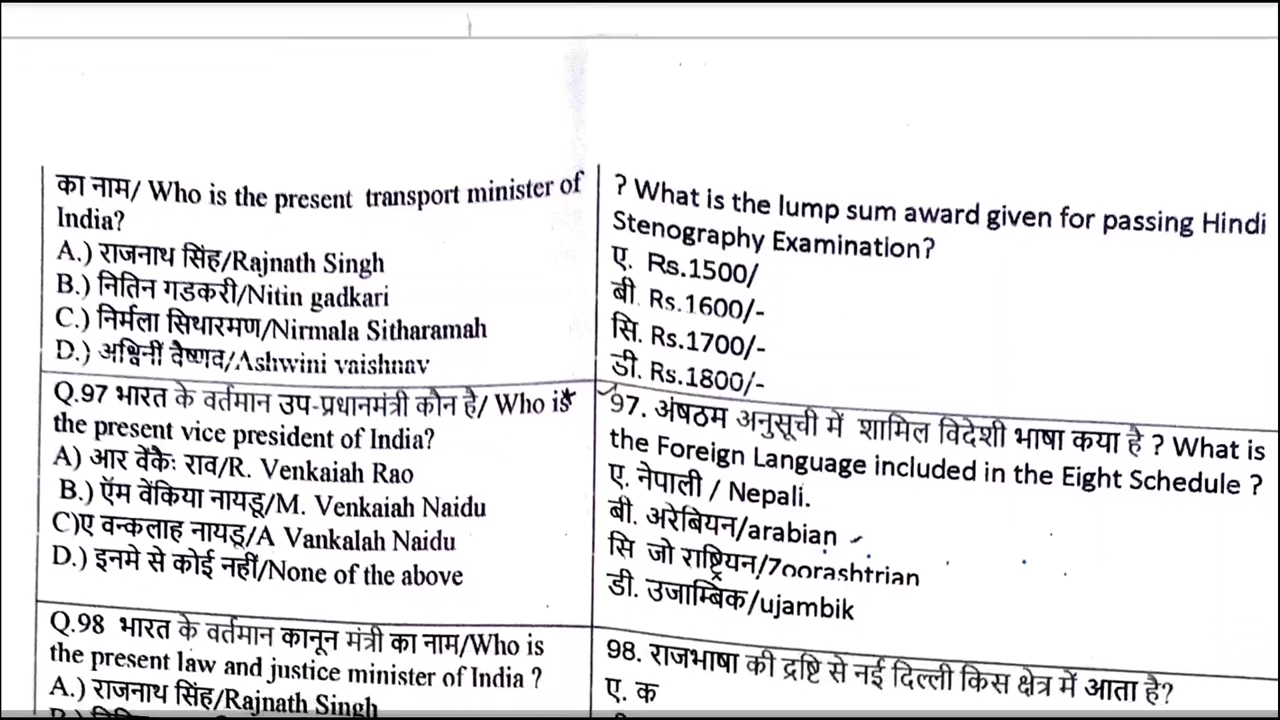 का नाम/ Who is the present transport minister of
India?
A.) राजनाथ सिंह/Rajnath Singh
B.) नितिन गडकरी/Nitin gadkari
C.) निर्मला सिधारमण/Nirmala Sitharamah
D.) अश्विनीं वैष्णव/Ashwini vaishnav
Q.97 भारत के वर्तमान उप-प्रधानमंत्री कौन है/ Who is
the present vice president of India?
A) आर वेंकैः राव/R. Venkaiah Rao
B.) ऍम वेंकिया नायडू/M. Venkaiah Naidu
C)ए वन्कलाह नायडू/A Vankalah Naidu
D.) इनमे से कोई नहीं/None of the above
Q.98 भारत के वर्तमान कानून मंत्री का नाम/Who is
the present law and justice minister of India ?
A.) राजनाथ सिंह/Rajnath Singh
? What is the lump sum award given for passing Hindi
Stenography Examination?
ए. Rs.1500/
बी. Rs.1600/-
सि. Rs.1700/-
डी. Rs.1800/-
97. अंषठम अनुसूची में शामिल विदेशी भाषा कया है ? What is
the Foreign Language included in the Eight Schedule ?
ए. नेपाली / Nepali.
बी. अरेबियन/arabian
सि जो राष्ट्रियन/7oorashtrian
डी. उजाम्बिक/ujambik
98. राजभाषा की द्रष्टि से नई दिल्ली किस क्षेत्र में आता है?
ए. क